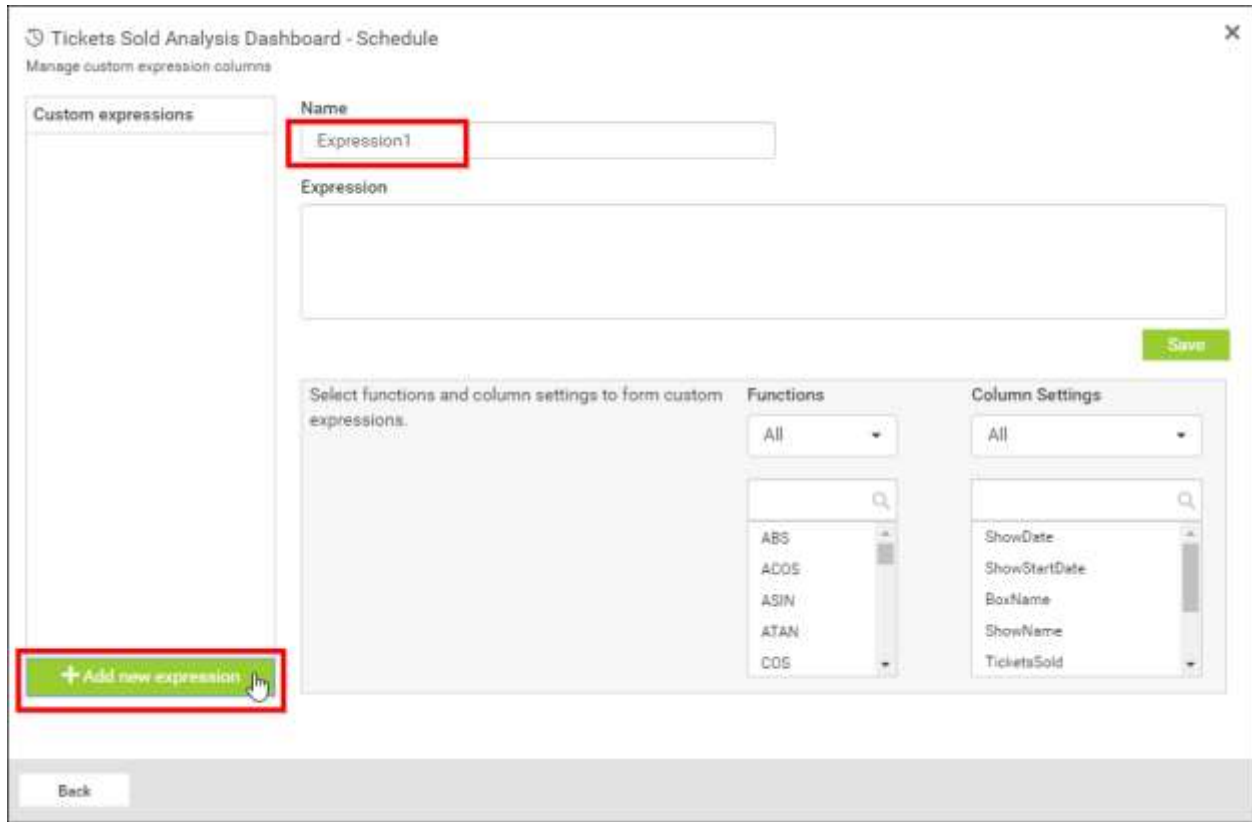 Tickets Sold Analysis Dashboard - Schedule
Manage custom expression columns
Custom expressions
Name
Expression1
Expression
Save
Select functions and column settings to form custom
expressions.
Functions
All
ABS
ACOS
ASIN
ATAN
COS
Column Settings
All
ShowDate
ShowStartDate
BoxName
ShowName
TicketsSold
+Add new expression
Back